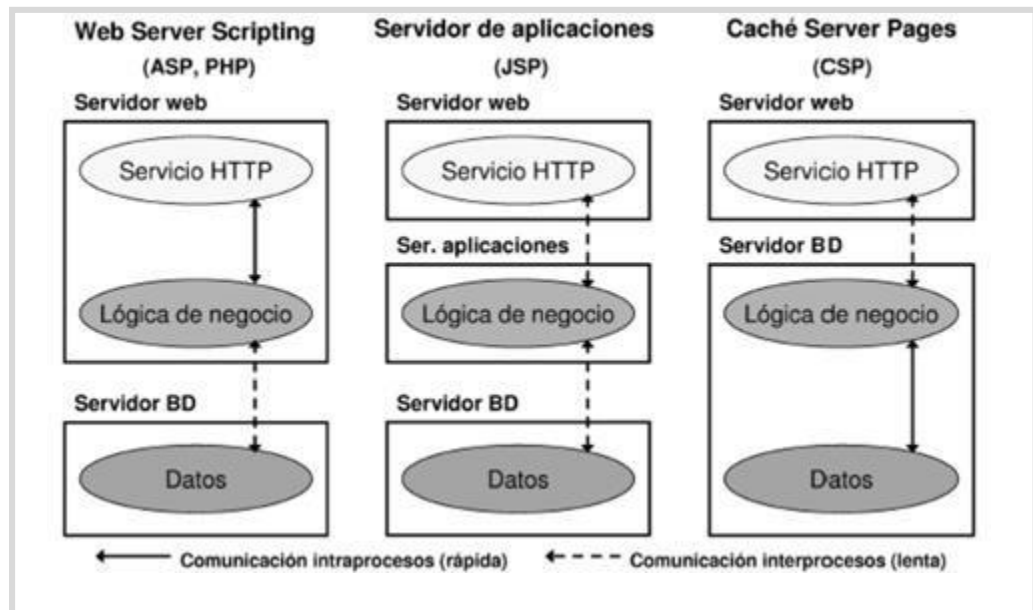 Web Server Scripting
(ASP, PHP)
Servidor web
Servicio HTTP
Lógica de negocio
Servidor BD
Datos
Servidor de aplicaciones
(JSP)
Servidor web
Servicio HTTP
Ser. aplicaciones
Lógica de negocio
Servidor BD
Datos
Caché Server Pages
(CSP)
Servidor web
Servicio HTTP
Servidor BD
Lógica de negocio
Datos
Comunicación intraprocesos (rápida)
Comunicación interprocesos (lenta)